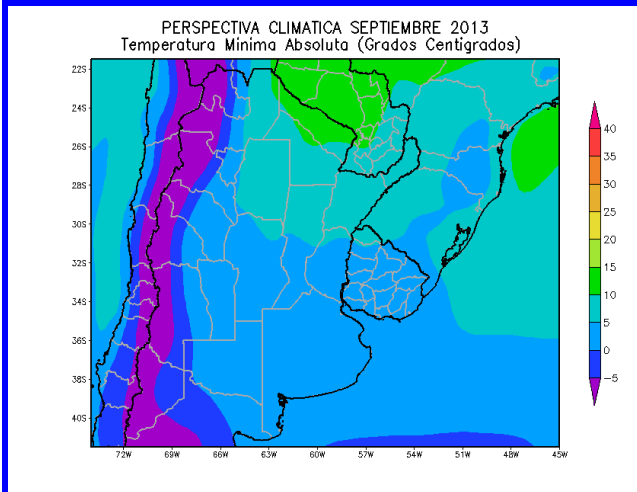 PERSPECTIVA CLIMATICA SEPTIEMBRE 2013
Temperatura Minima Absoluta (Grados Centigrados)
22S
24S
26S
28S
30S
32S
34S
36S
38S
40S
72W 69W 66W 63W 60W 57W 54W 51W 48W 45W
40
35
30
25
20
15
10
5
0
-5